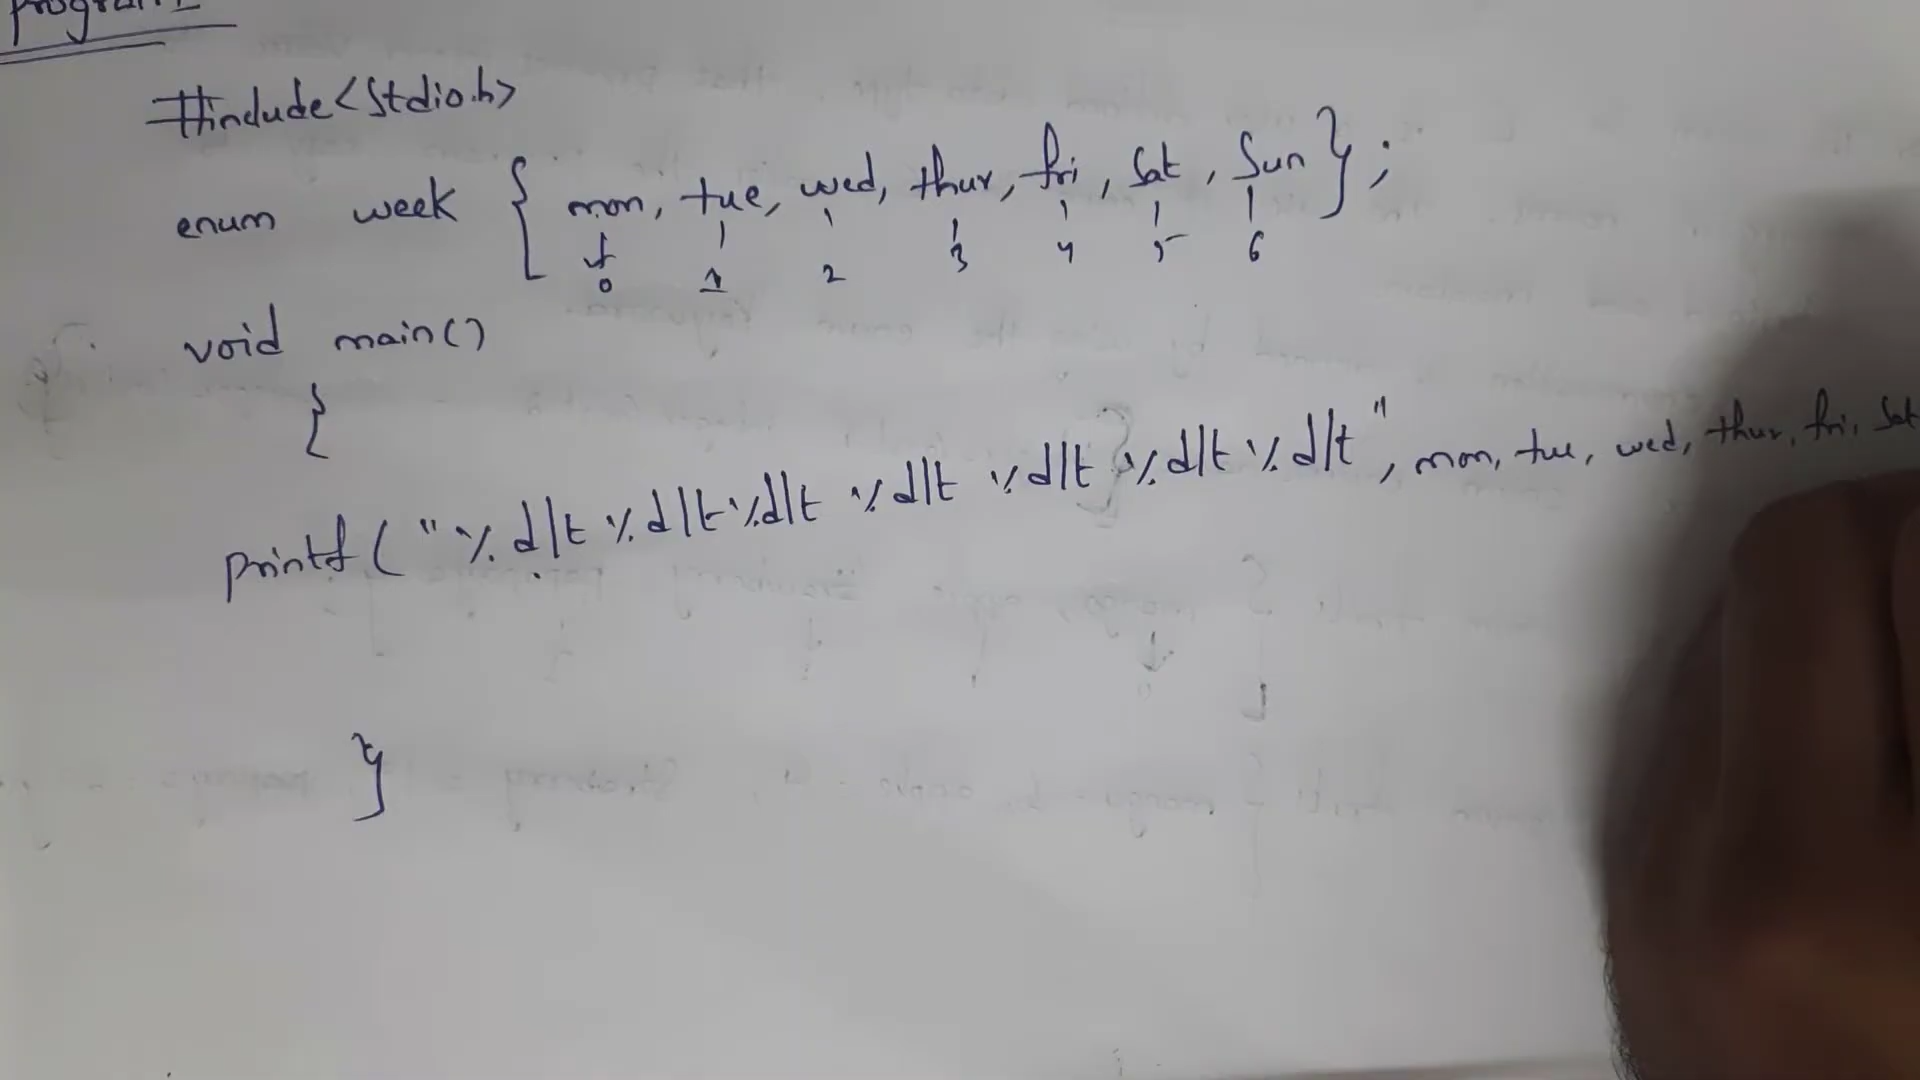 Program
#include<stdio.h>
enum week { mon, tue, wed, thur, fri, Sat, Sun };
0 1 2 3 4 5 6
void main()
{
printf ( "%d\t %d\t %d\t %d\t %d\t %d\t %d\t", mon, tue, wed, thur, fri, Sat
}